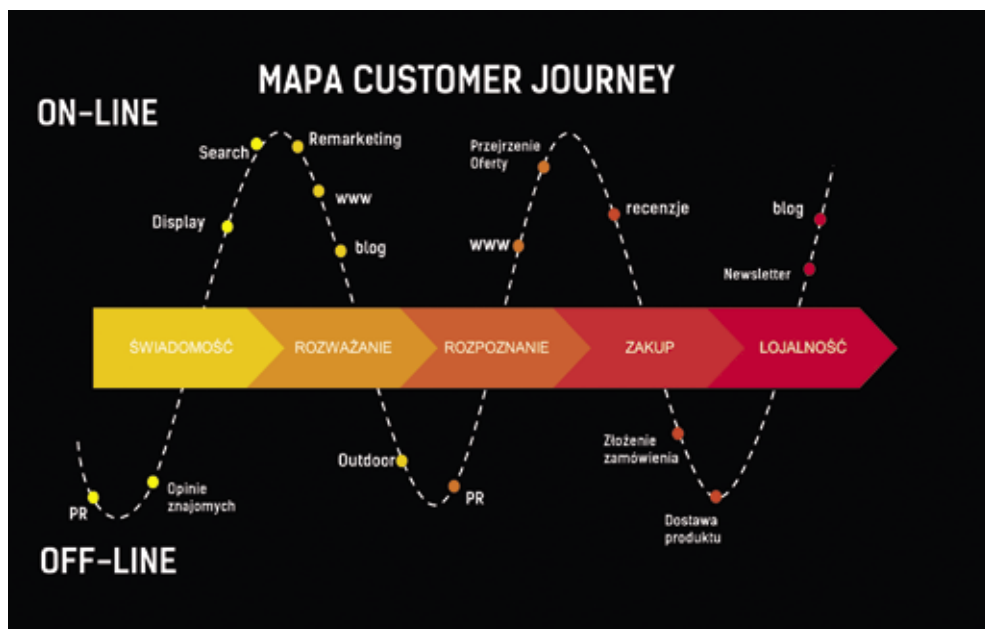 MAPA CUSTOMER JOURNEY
ON-LINE
Search
Remarketing
Display
www
blog
Przejrzenie
Oferty
www
recenzje
blog
Newsletter
ŚWIADOMOŚĆ
ROZWAŻANIE
ROZPOZNANIE
ZAKUP
LOJALNOŚĆ
PR
Opinie
znajomych
Outdoor
PR
Złożenie
zamówienia
Dostawa
produktu
OFF-LINE